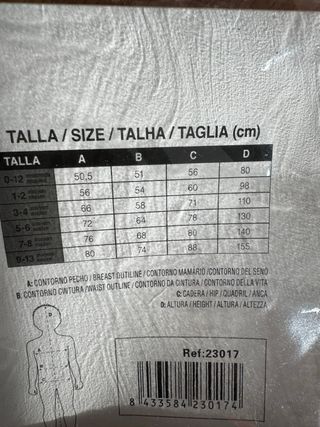 TALLA / SIZE / TALHA / TAGLIA (cm)
TALLA A B C D
0-12 50,5 51 56 80
1-2 56 54 60 98
3-4 66 58 71 110
5-6 72 64 78 130
7-8 76 68 80 140
9-13 80 74 88 155
A: CONTORNO PECHO / BREAST OUTILINE / CONTORNO MAMARIO /CONTORNO DEL SENO
B: CONTORNO CINTURA / WAIST OUTLINE / CONTORNO DA CINTURA / CONTORNO DELLA VITA
C: CADERA / HIP / QUADRIL / ANCA
D: ALTURA / HEIGHT / ALTURA / ALTEZZA
Ref:23017
8 433584 230174